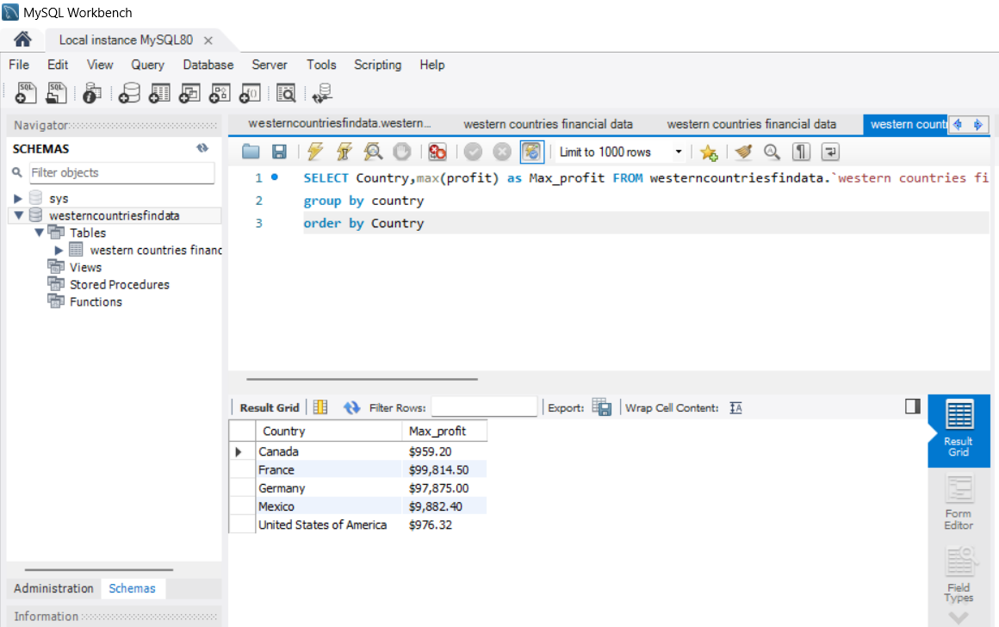 MySQL Workbench
Local instance MySQL80
File Edit View Query Database Server Tools Scripting Help
SQL SQL
Navigator
SCHEMAS
Filter objects
sys
westerncountriesfindata
Tables
western countries financ
Views
Stored Procedures
Functions
Administration Schemas
Information
westerncountriesfindata.western... western countries financial data western countries financial data western countr
Limit to 1000 rows
1 SELECT Country,max(profit) as Max_profit FROM westerncountriesfindata.`western countries fi
2 group by country
3 order by Country
Result Grid Filter Rows: Export: Wrap Cell Content: IA
Country Max_profit
Canada $959.20
France $99,814.50
Germany $97,875.00
Mexico $9,882.40
United States of America $976.32
Result
Grid
Form
Editor
Field
Types